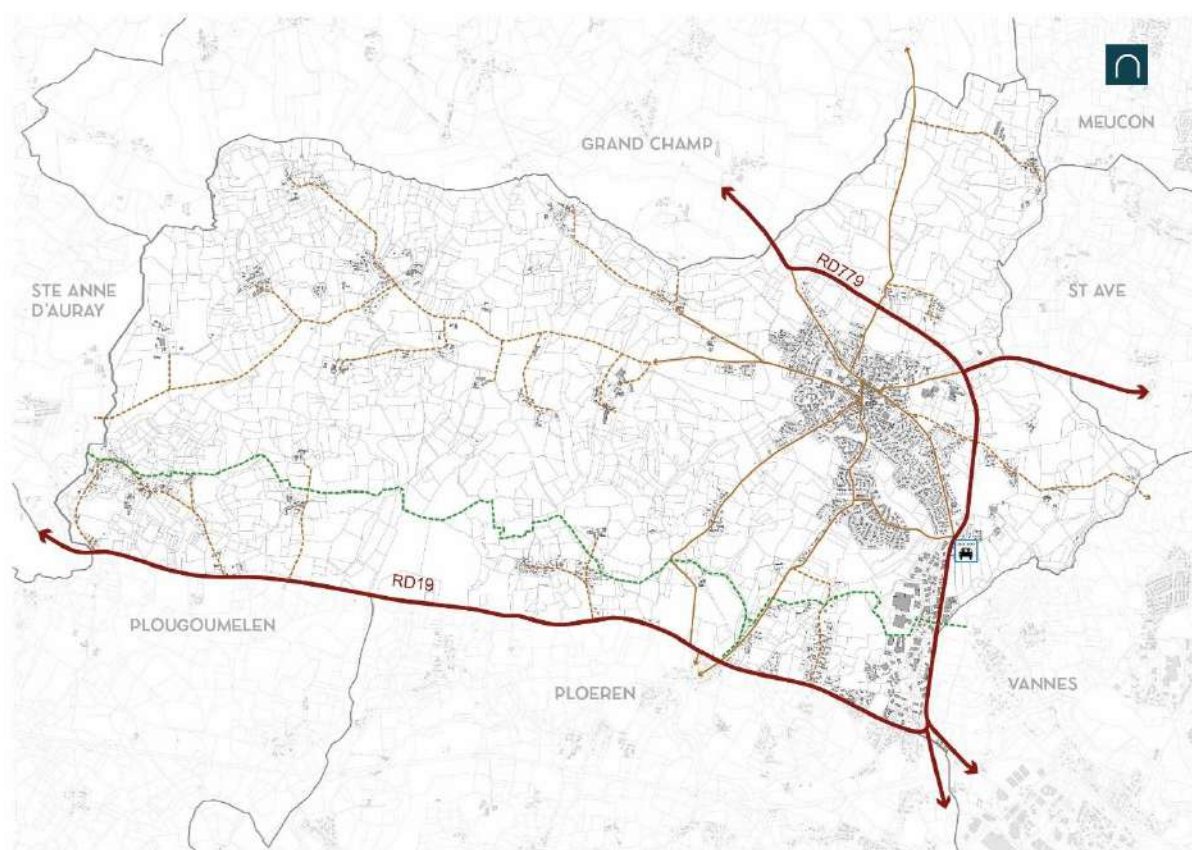 MEUCON
GRAND CHAMP
RD779
STE ANNE
D'AURAY
ST AVE
RD19
PLOUGOUMELEN
PLOEREN
VANNES